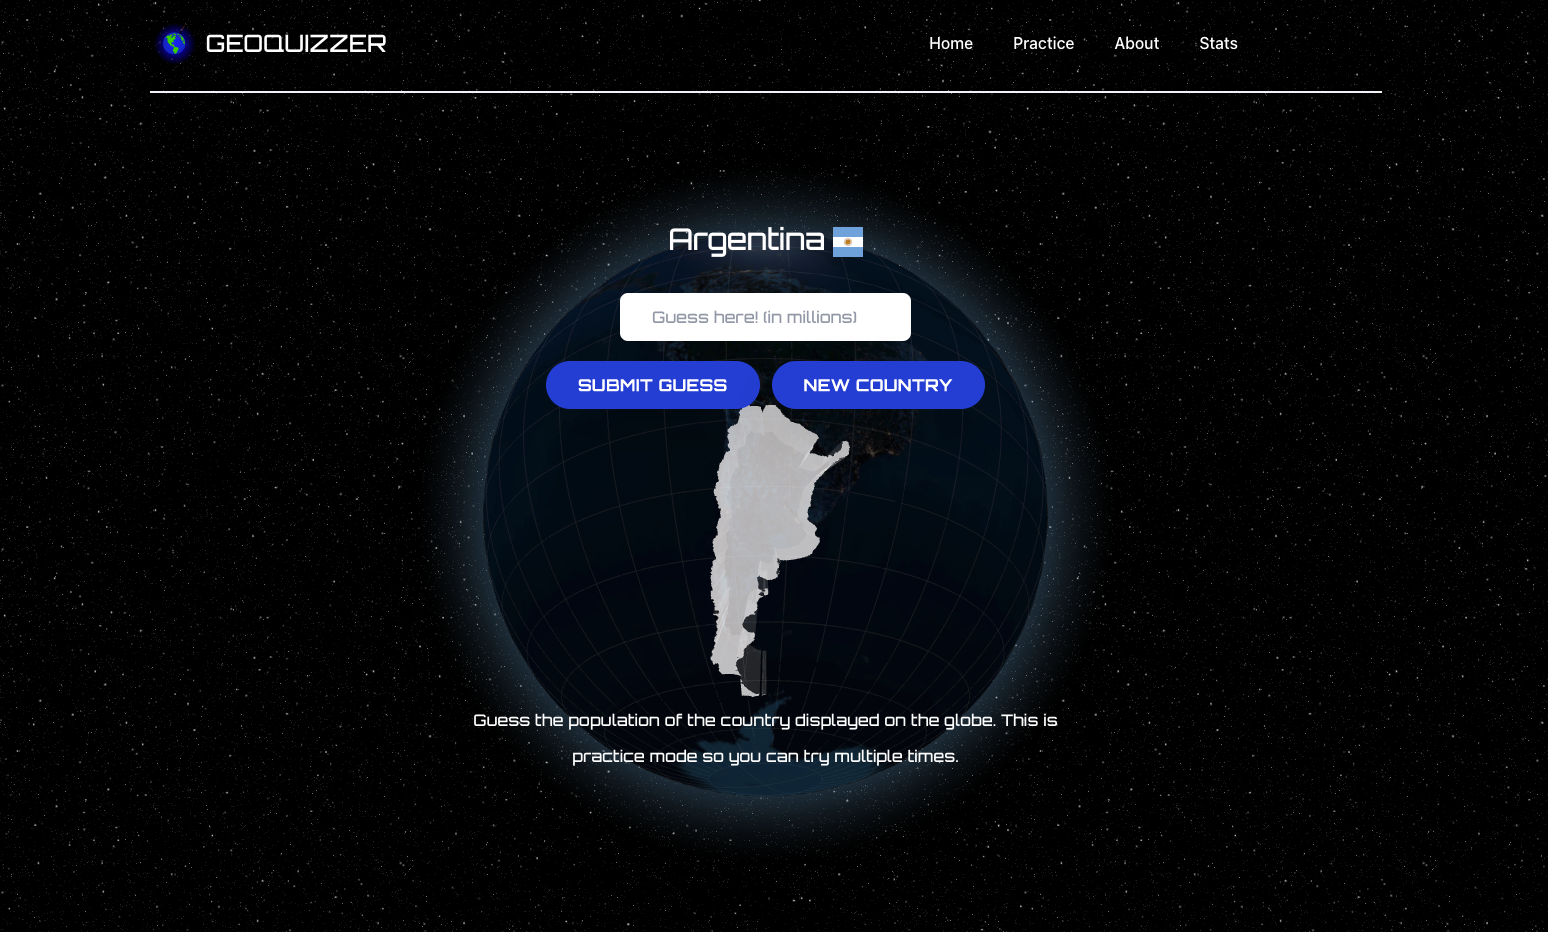 GEOQUIZZER
Home Practice About Stats
Argentina
Guess here! (in millions)
SUBMIT GUESS NEW COUNTRY
Guess the population of the country displayed on the globe. This is
practice mode so you can try multiple times.